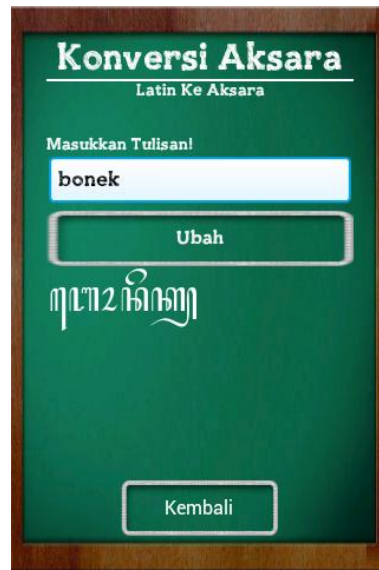 Konversi Aksara
Latin Ke Aksara
Masukkan Tulisan!
bonek
Ubah
ꦧꦺꦴꦤꦼꦏ꧀
Kembali